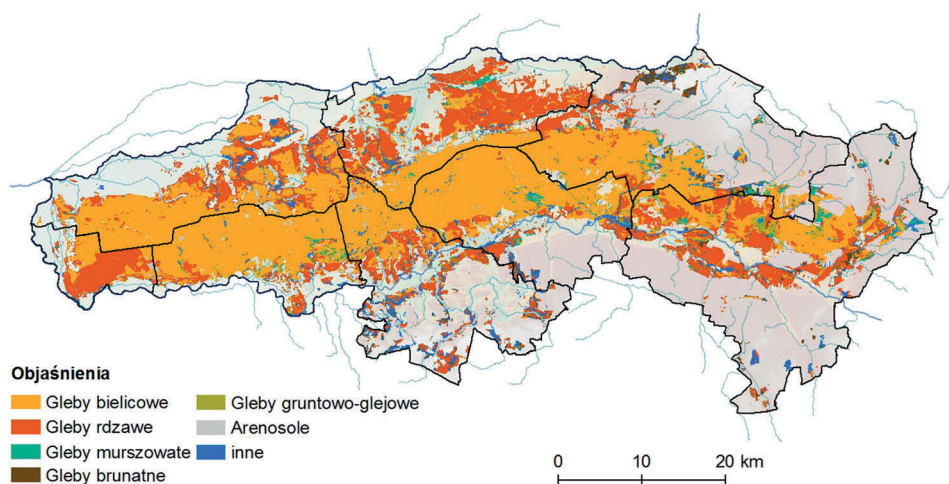 Objaśnienia
Gleby bielicowe
Gleby rdzawe
Gleby murszowate
Gleby brunatne
Gleby gruntowo-glejowe
Arenosole
inne
0 10 20 km